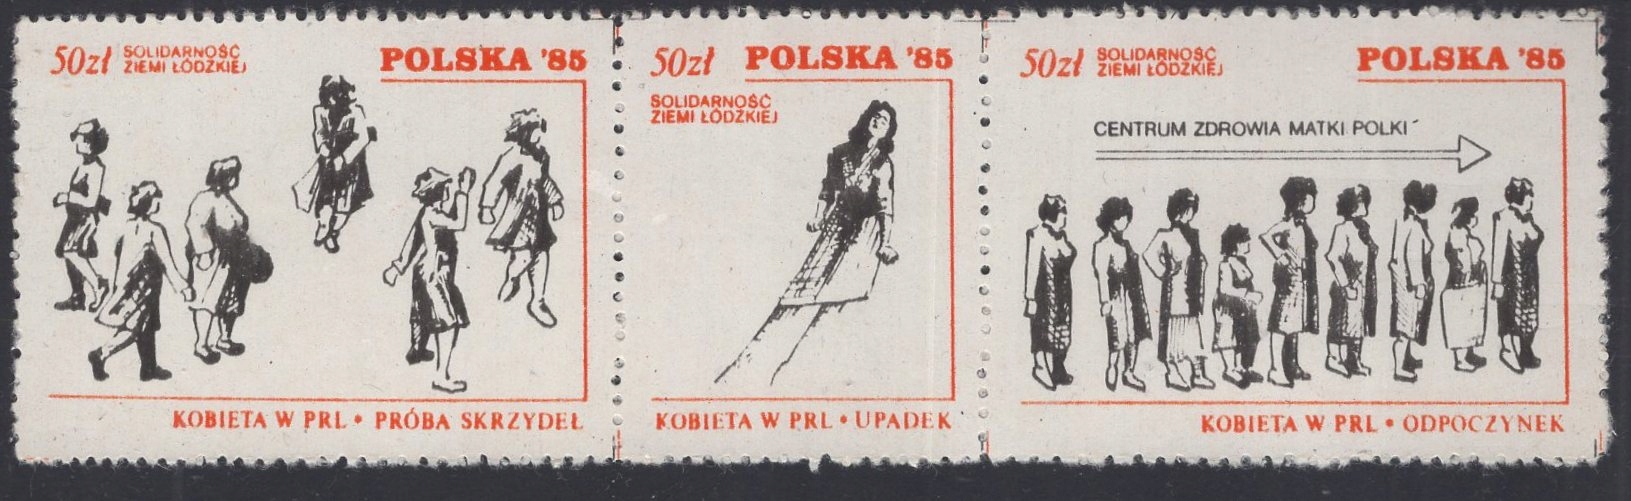 50zł SOLIDARNOŚĆ
ZIEMI ŁÓDZKIEJ
POLSKA '85
KOBIETA W PRL • PRÓBA SKRZYDEŁ
50zł POLSKA '85
SOLIDARNOŚĆ
ZIEMI ŁÓDZKIEJ
KOBIETA W PRL • UPADEK
50zł SOLIDARNOŚĆ
ZIEMI ŁÓDZKIEJ
POLSKA '85
CENTRUM ZDROWIA MATKI POLKI
KOBIETA W PRL • ODPOCZYNEK